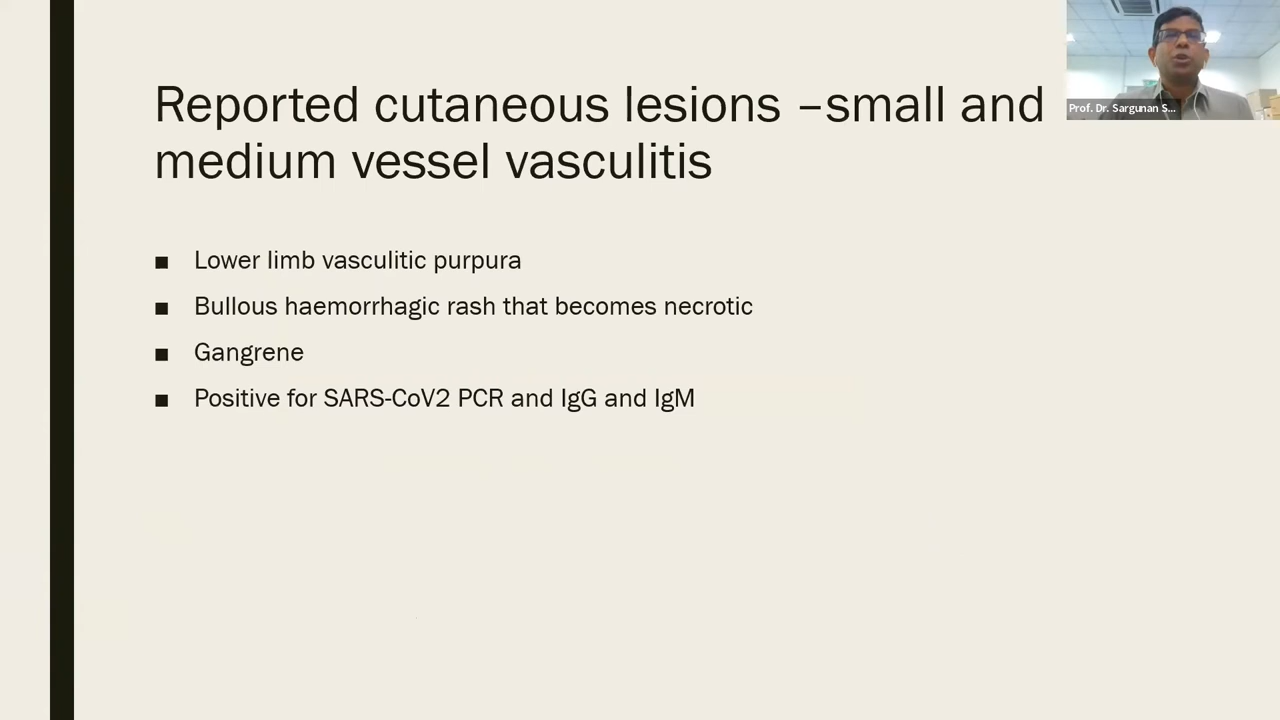 Reported cutaneous lesions –small and
medium vessel vasculitis
Prof. Dr. Sargunan S...
■ Lower limb vasculitic purpura
■ Bullous haemorrhagic rash that becomes necrotic
■ Gangrene
■ Positive for SARS-CoV2 PCR and IgG and IgM